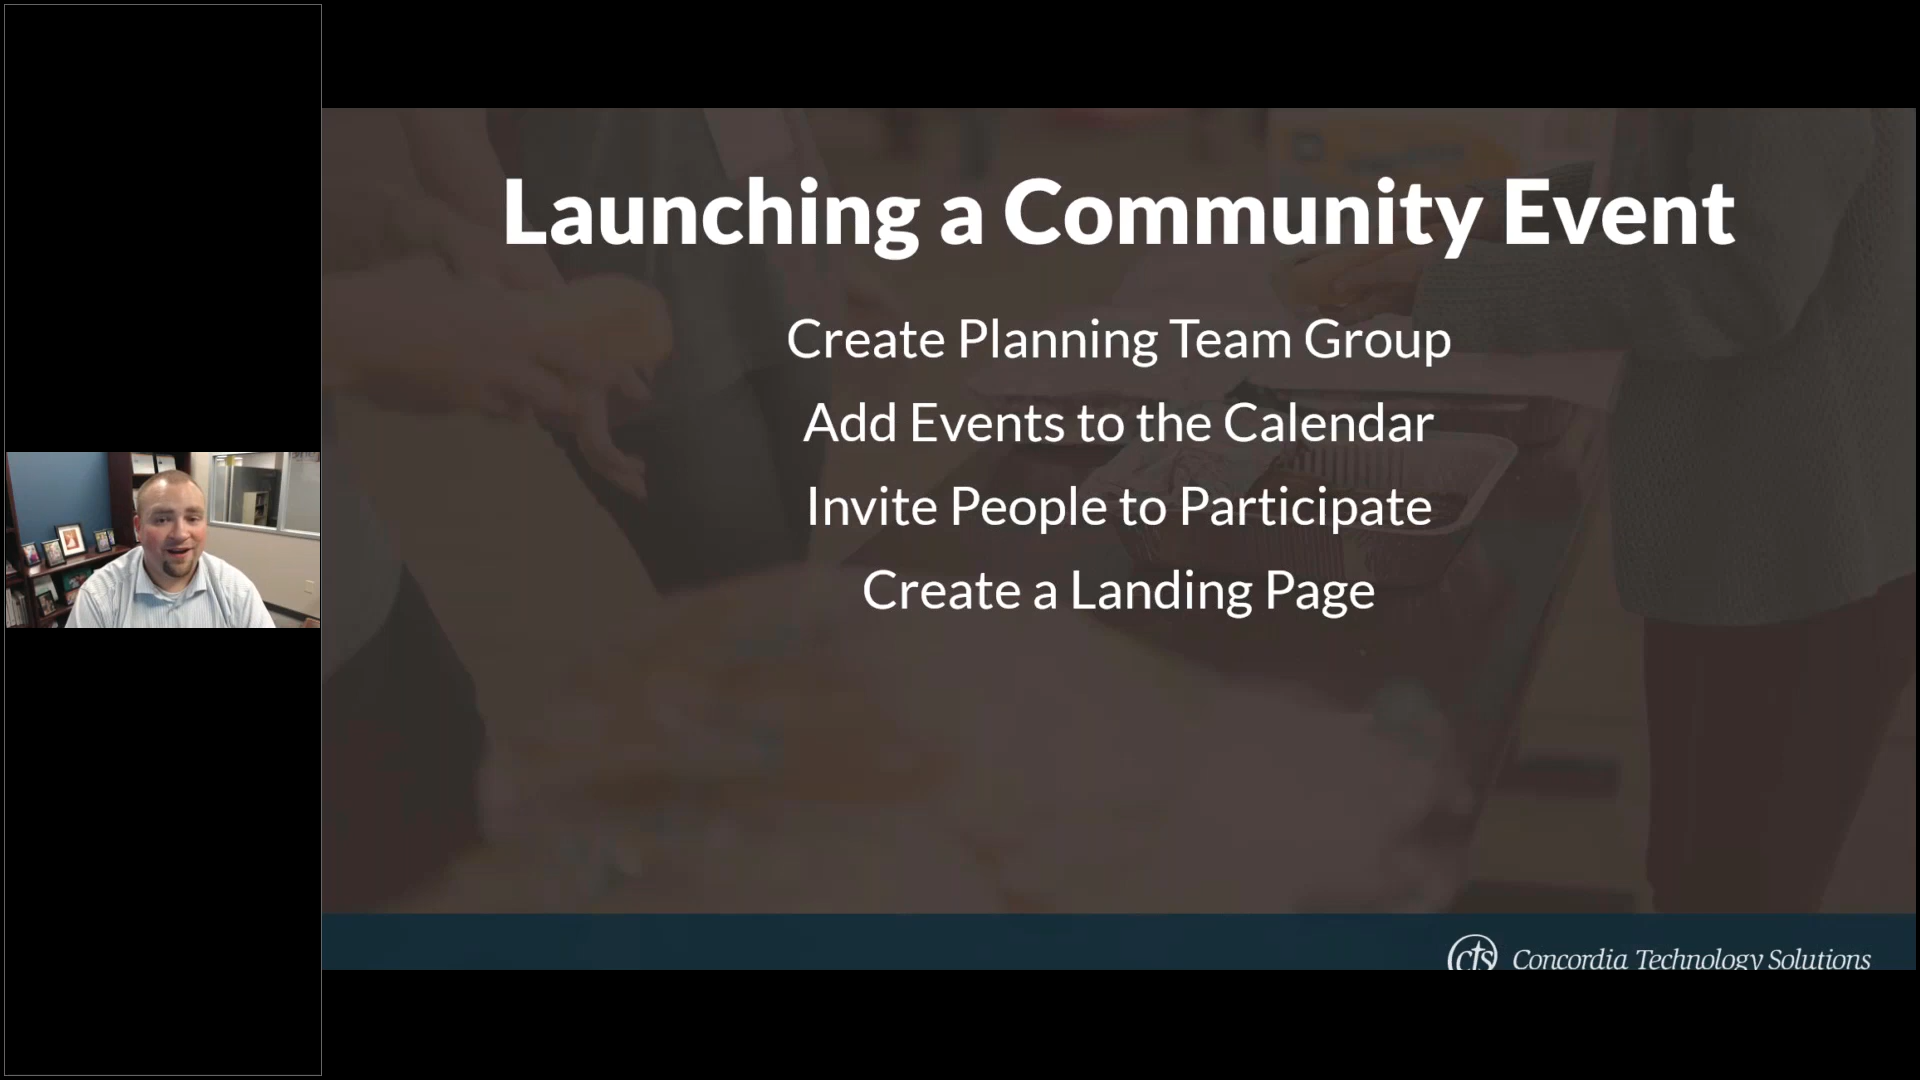 Launching a Community Event
Create Planning Team Group
Add Events to the Calendar
Invite People to Participate
Create a Landing Page
cts Concordia Technology Solutions